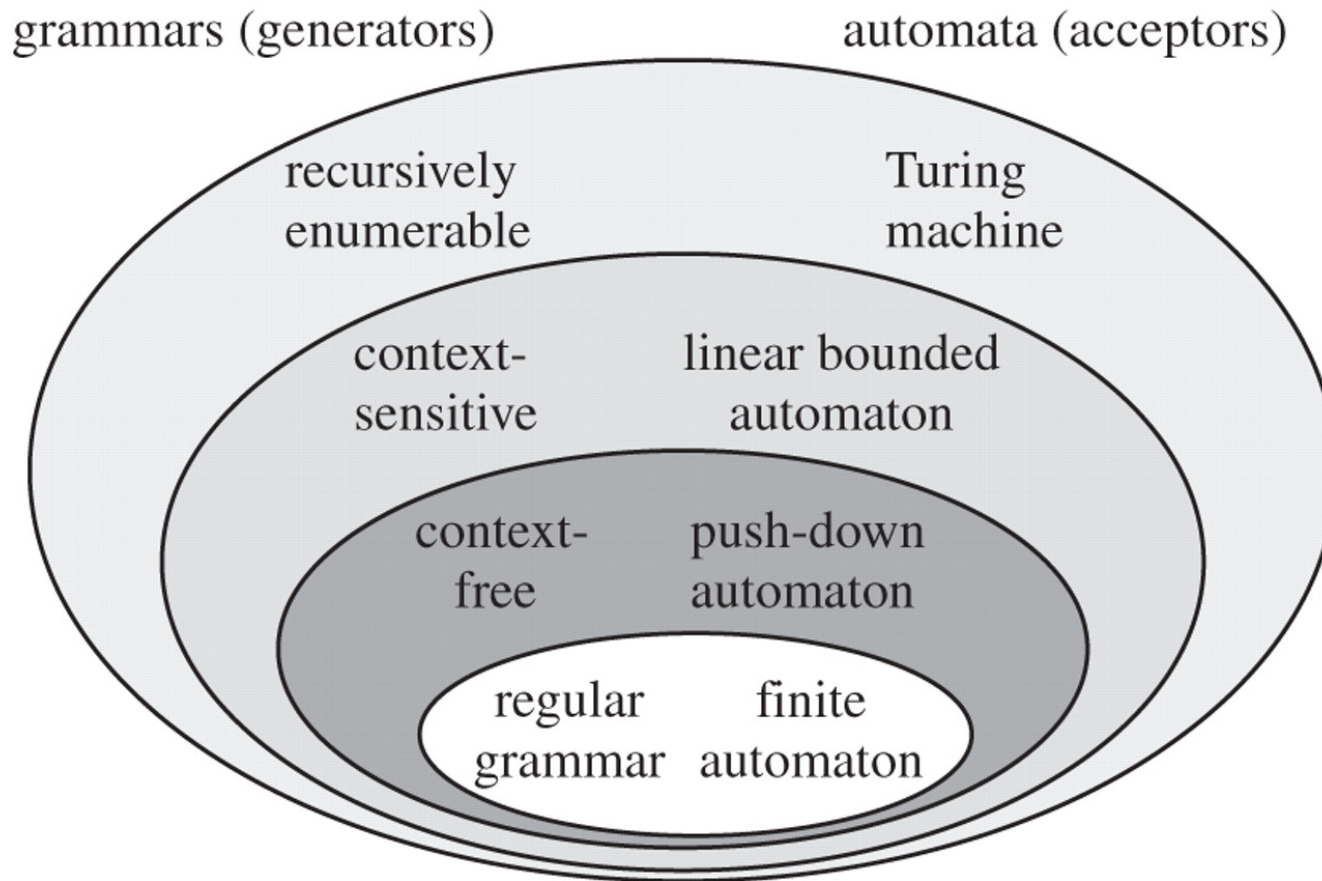 grammars (generators)
automata (acceptors)
recursively
enumerable
Turing
machine
context-
sensitive
linear bounded
automaton
context-
free
push-down
automaton
regular
grammar
finite
automaton